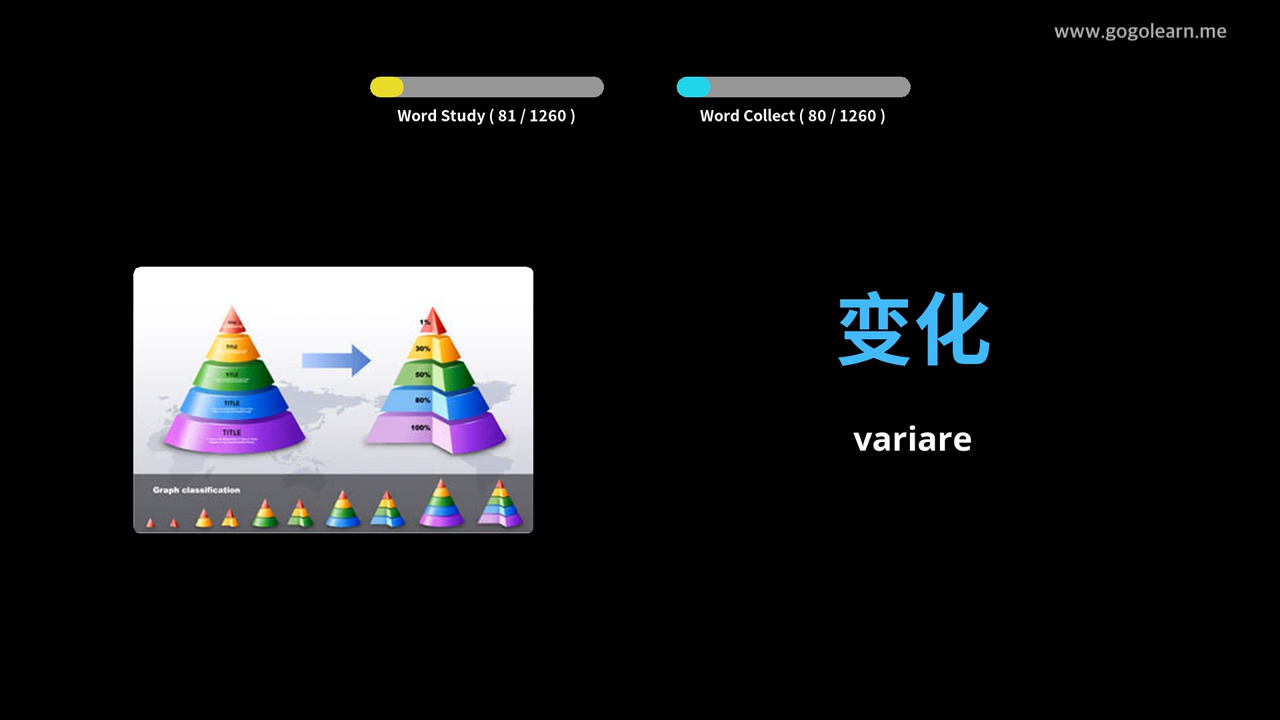 www.gogolearn.me
Word Study ( 81 / 1260 )
Word Collect ( 80 / 1260 )
TITLE
TITLE
TITLE
TITLE
1%
30%
50%
80%
100%
Graph classification
变化
variare